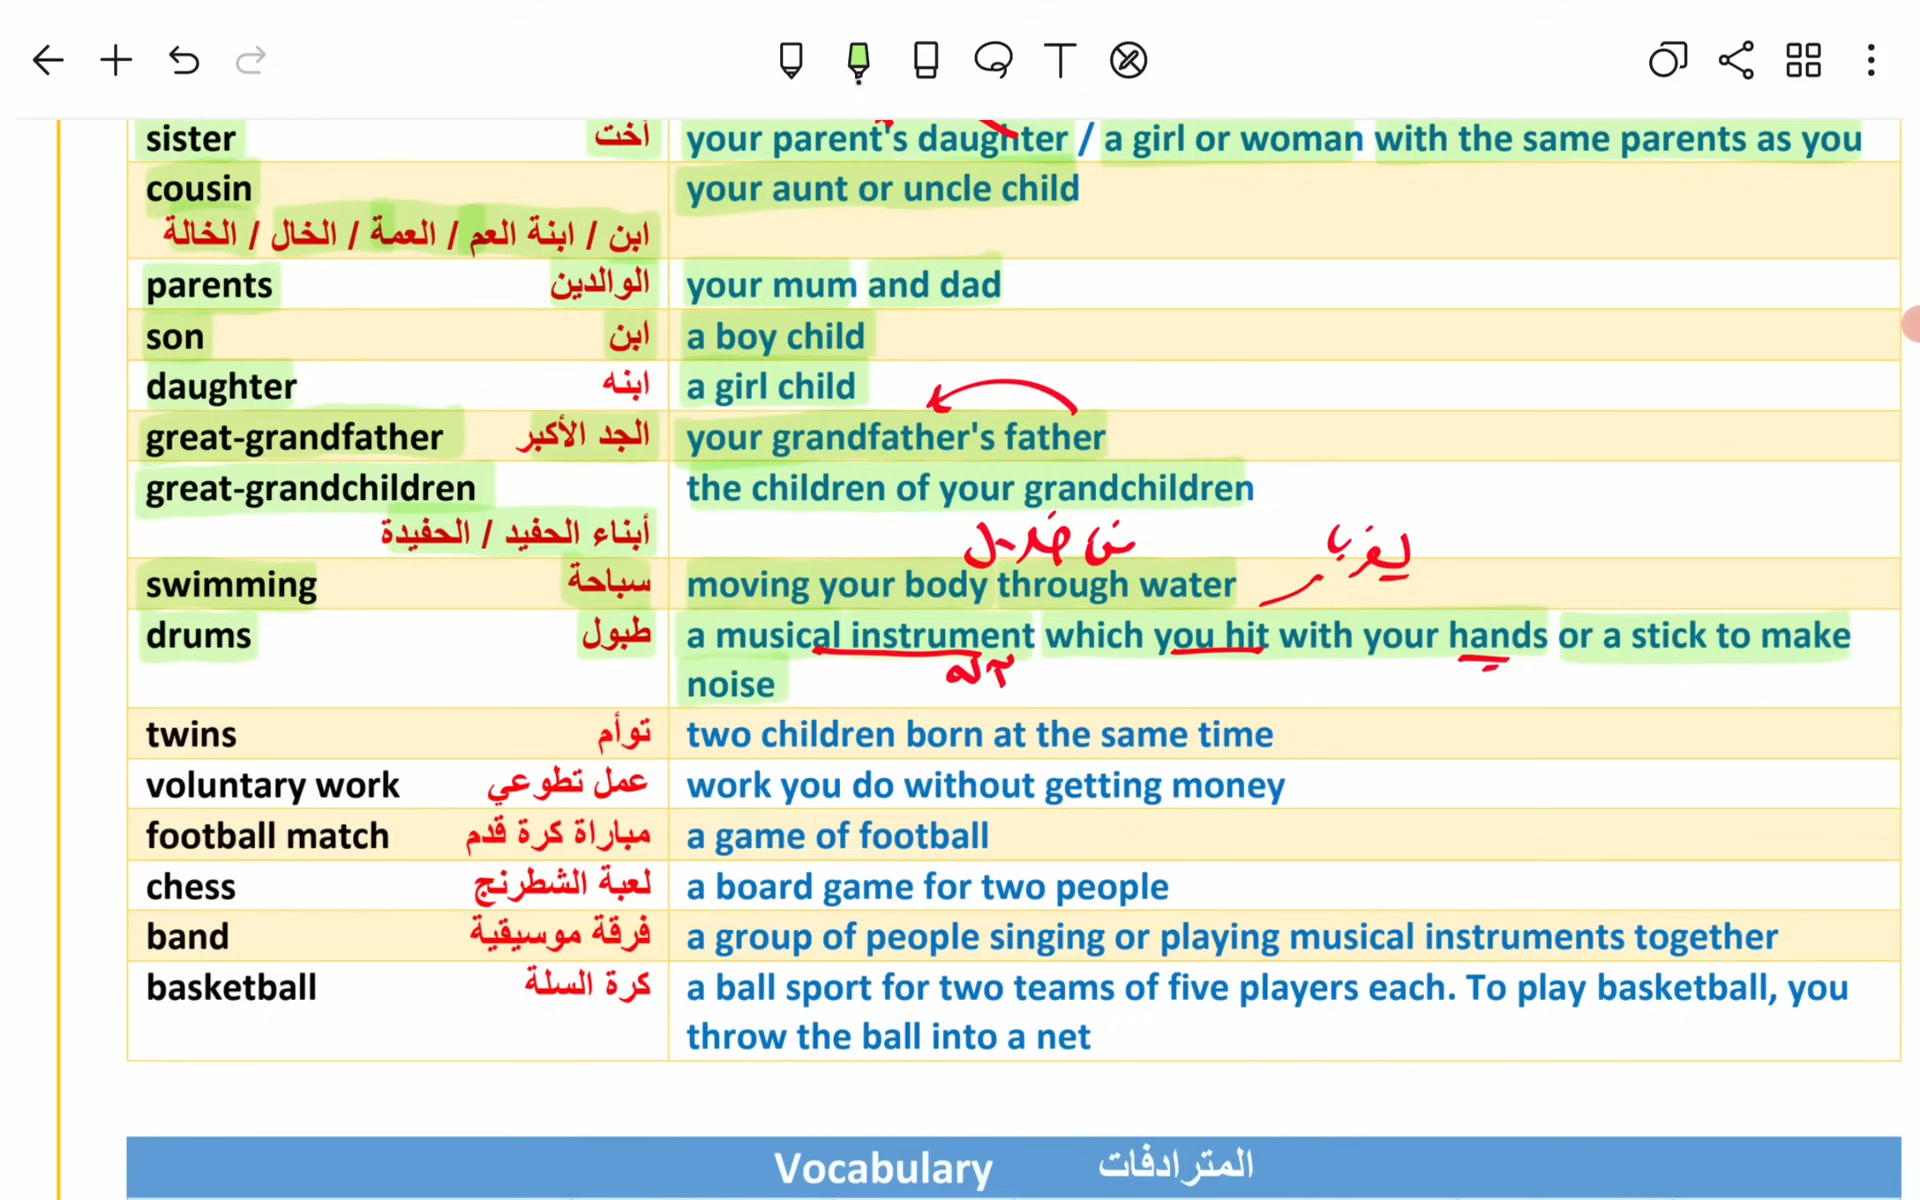 sister أخت your parent's daughter / a girl or woman with the same parents as you
cousin your aunt or uncle child
ابن / ابنة العم / العمة / الخال / الخالة
parents الوالدين your mum and dad
son ابن a boy child
daughter ابنه a girl child
great-grandfather الجد الأكبر your grandfather's father
great-grandchildren the children of your grandchildren
أبناء الحفيد / الحفيدة
من خلال
swimming سباحة moving your body through water
drums طبول a musical instrument which you hit with your hands or a stick to make
noise
آلة
twins توأم two children born at the same time
voluntary work عمل تطوعي work you do without getting money
football match مباراة كرة قدم a game of football
chess لعبة الشطرنج a board game for two people
band فرقة موسيقية a group of people singing or playing musical instruments together
basketball كرة السلة a ball sport for two teams of five players each. To play basketball, you
throw the ball into a net
Vocabulary المترادفات